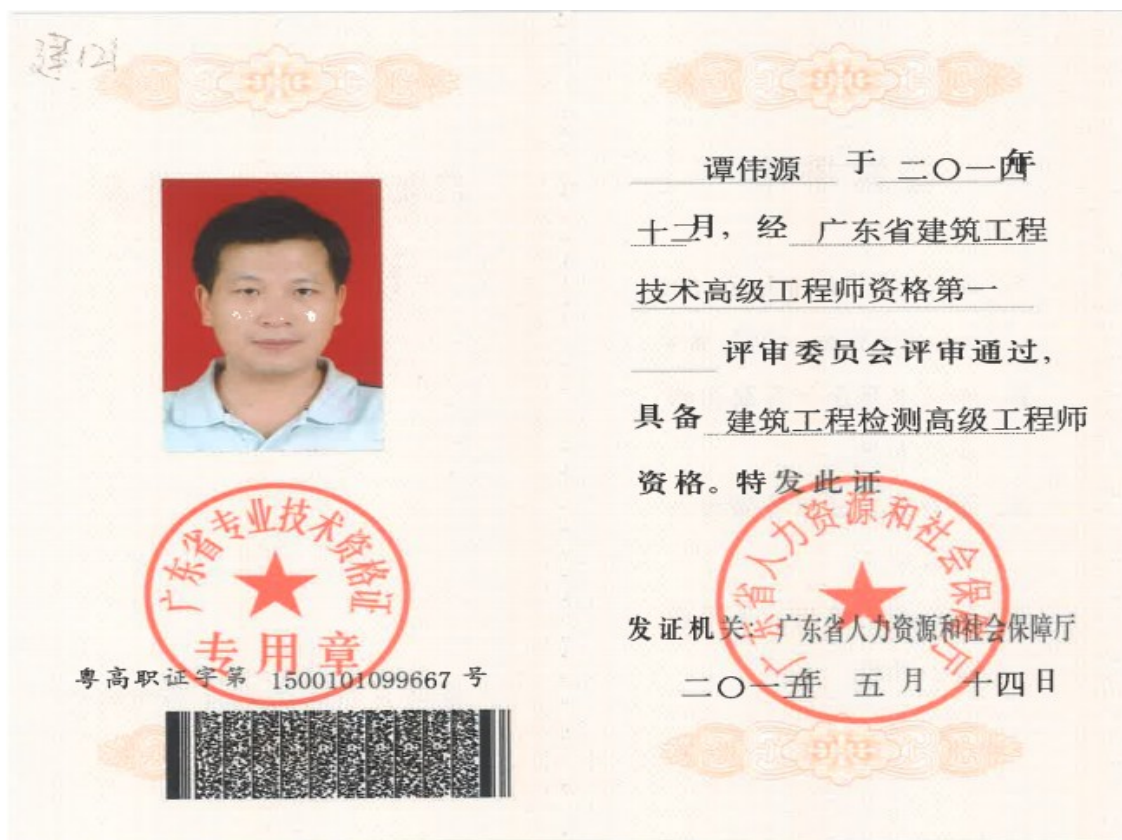 建121
广东省专业技术资格证
专用章
粤高职证字第 1500101099667 号
谭伟源 于 二〇一四年
十二月，经 广东省建筑工程
技术高级工程师资格第一
评审委员会评审通过，
具备 建筑工程检测高级工程师
资格。特发此证
广东省人力资源和社会保障厅
发证机关：广东省人力资源和社会保障厅
二〇一五年 五月 十四日